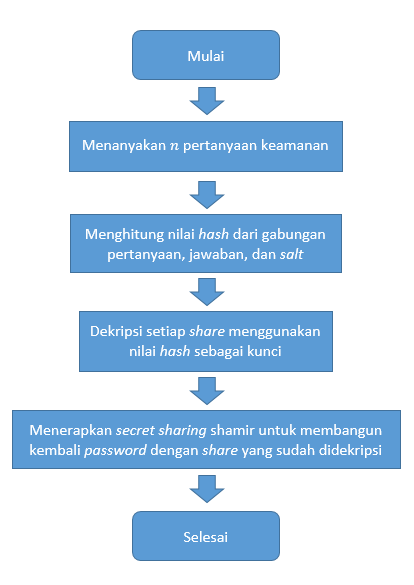 Mulai
Menanyakan n pertanyaan keamanan
Menghitung nilai hash dari gabungan
pertanyaan, jawaban, dan salt
Dekripsi setiap share menggunakan
nilai hash sebagai kunci
Menerapkan secret sharing shamir untuk membangun
kembali password dengan share yang sudah didekripsi
Selesai